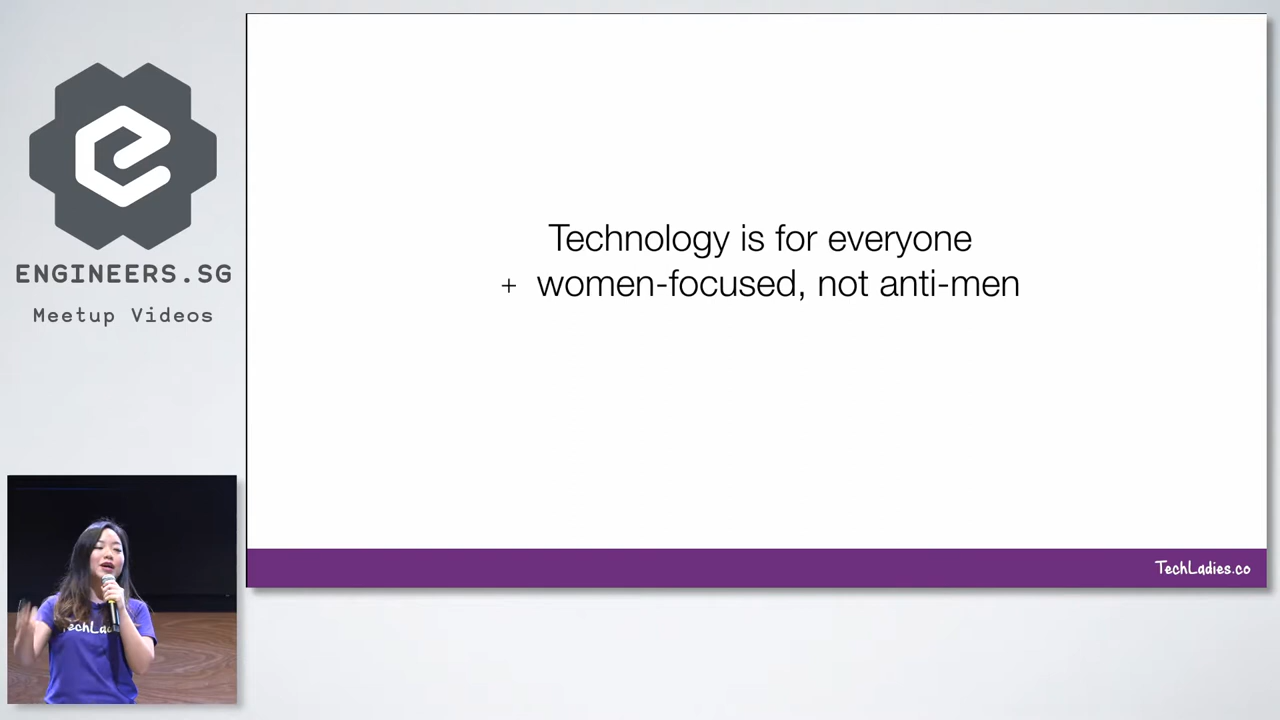 ENGINEERS.SG
Meetup Videos
Technology is for everyone
+ women-focused, not anti-men
TechLadies.co